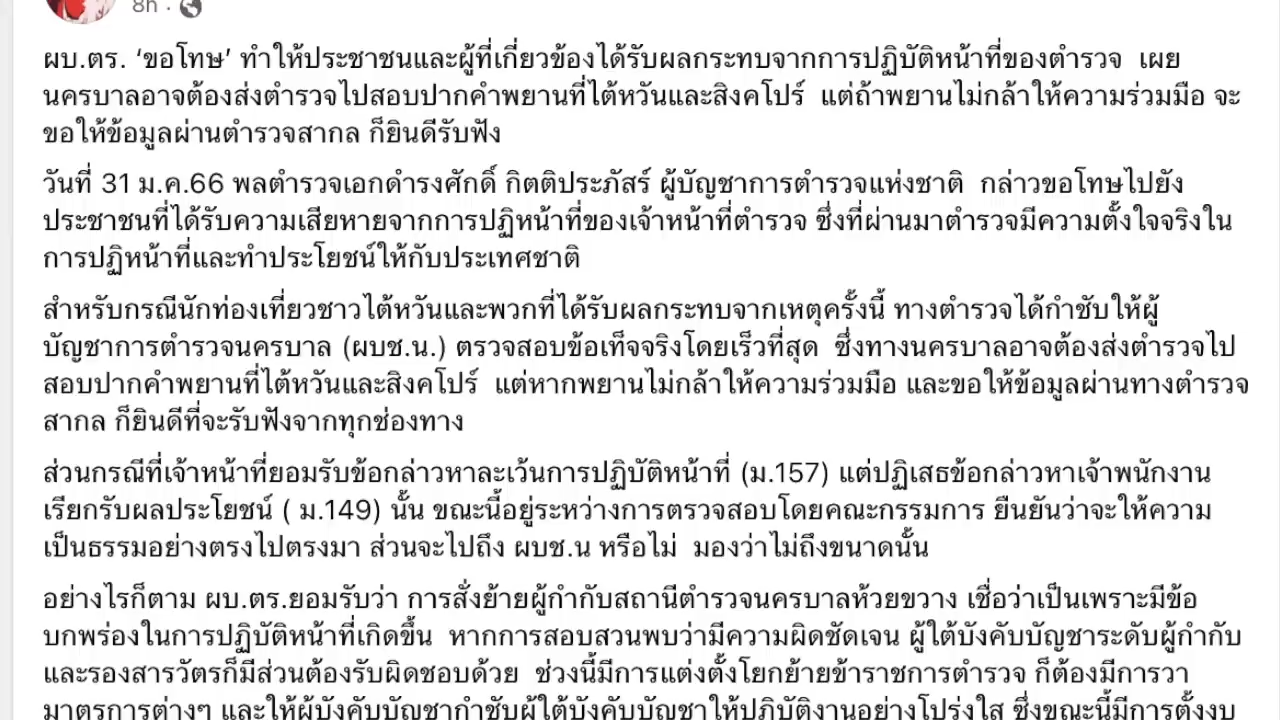 8h ·
ผบ.ตร. ‘ขอโทษ’ ทำให้ประชาชนและผู้ที่เกี่ยวข้องได้รับผลกระทบจากการปฏิบัติหน้าที่ของตำรวจ เผย
นครบาลอาจต้องส่งตำรวจไปสอบปากคำพยานที่ไต้หวันและสิงคโปร์ แต่ถ้าพยานไม่กล้าให้ความร่วมมือ จะ
ขอให้ข้อมูลผ่านตำรวจสากล ก็ยินดีรับฟัง
วันที่ 31 ม.ค.66 พลตำรวจเอกดำรงศักดิ์ กิตติประภัสร์ ผู้บัญชาการตำรวจแห่งชาติ กล่าวขอโทษไปยัง
ประชาชนที่ได้รับความเสียหายจากการปฏิหน้าที่ของเจ้าหน้าที่ตำรวจ ซึ่งที่ผ่านมาตำรวจมีความตั้งใจจริงใน
การปฏิหน้าที่และทำประโยชน์ให้กับประเทศชาติ
สำหรับกรณีนักท่องเที่ยวชาวไต้หวันและพวกที่ได้รับผลกระทบจากเหตุครั้งนี้ ทางตำรวจได้กำชับให้ผู้
บัญชาการตำรวจนครบาล (ผบช.น.) ตรวจสอบข้อเท็จจริงโดยเร็วที่สุด ซึ่งทางนครบาลอาจต้องส่งตำรวจไป
สอบปากคำพยานที่ไต้หวันและสิงคโปร์ แต่หากพยานไม่กล้าให้ความร่วมมือ และขอให้ข้อมูลผ่านทางตำรวจ
สากล ก็ยินดีที่จะรับฟังจากทุกช่องทาง
ส่วนกรณีที่เจ้าหน้าที่ยอมรับข้อกล่าวหาละเว้นการปฏิบัติหน้าที่ (ม.157) แต่ปฏิเสธข้อกล่าวหาเจ้าพนักงาน
เรียกรับผลประโยชน์ ( ม.149) นั้น ขณะนี้อยู่ระหว่างการตรวจสอบโดยคณะกรรมการ ยืนยันว่าจะให้ความ
เป็นธรรมอย่างตรงไปตรงมา ส่วนจะไปถึง ผบช.น หรือไม่ มองว่าไม่ถึงขนาดนั้น
อย่างไรก็ตาม ผบ.ตร.ยอมรับว่า การสั่งย้ายผู้กำกับสถานีตำรวจนครบาลห้วยขวาง เชื่อว่าเป็นเพราะมีข้อ
บกพร่องในการปฏิบัติหน้าที่เกิดขึ้น หากการสอบสวนพบว่ามีความผิดชัดเจน ผู้ใต้บังคับบัญชาระดับผู้กำกับ
และรองสารวัตรก็มีส่วนต้องรับผิดชอบด้วย ช่วงนี้มีการแต่งตั้งโยกย้ายข้าราชการตำรวจ ก็ต้องมีการวา
มาตรการต่างๆ และให้ผู้บังคับบัญชากำชับผู้ใต้บังคับบัญชาให้ปฏิบัติงานอย่างโปร่งใส ซึ่งขณะนี้มีการตั้งงบ